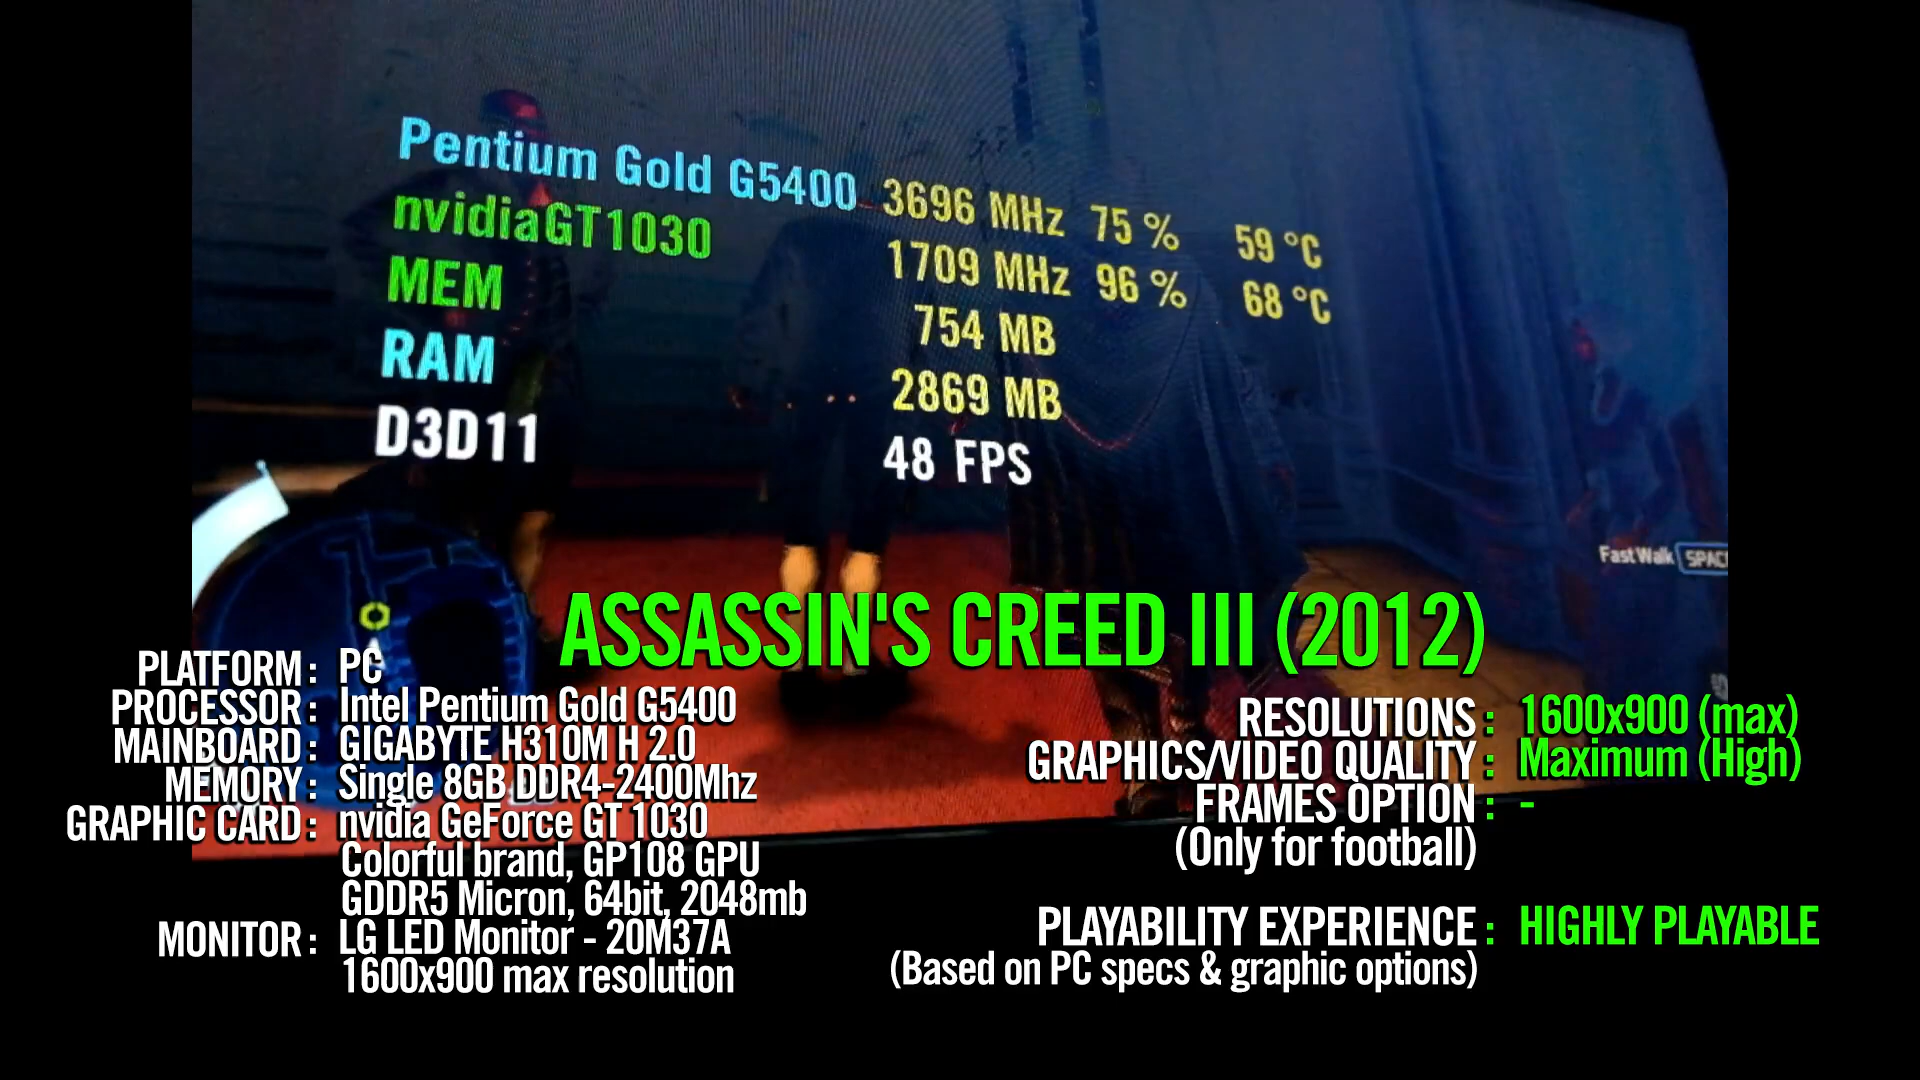 Pentium Gold G5400 3696 MHz 75 % 59 °C
nvidiaGT1030 1709 MHz 96 % 68 °C
MEM 754 MB
RAM 2869 MB
D3D11 48 FPS
Fast Walk SPAC
ASSASSIN'S CREED III (2012)
PLATFORM : PC
PROCESSOR : Intel Pentium Gold G5400
MAINBOARD : GIGABYTE H310M H 2.0
MEMORY : Single 8GB DDR4-2400Mhz
GRAPHIC CARD : nvidia GeForce GT 1030
Colorful brand, GP108 GPU
GDDR5 Micron, 64bit, 2048mb
MONITOR : LG LED Monitor - 20M37A
1600x900 max resolution
RESOLUTIONS : 1600x900 (max)
GRAPHICS/VIDEO QUALITY : Maximum (High)
FRAMES OPTION : -
(Only for football)
PLAYABILITY EXPERIENCE : HIGHLY PLAYABLE
(Based on PC specs & graphic options)